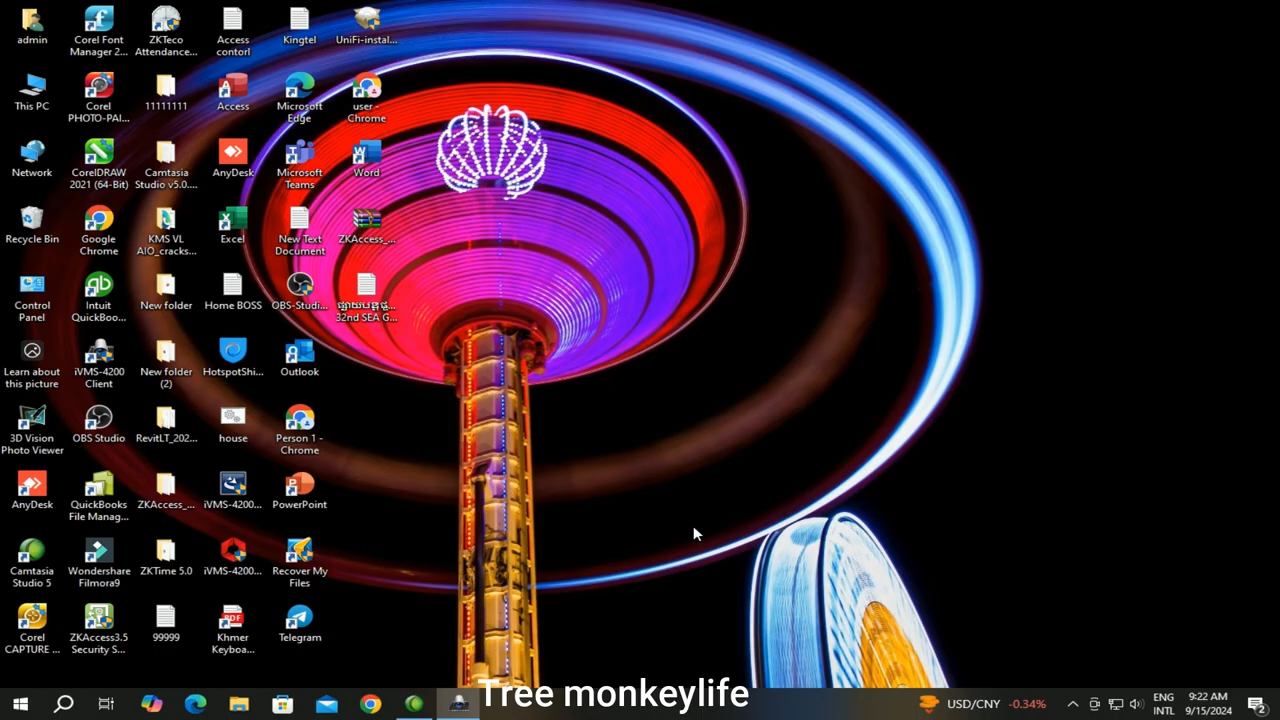 admin
Corel Font
Manager 2...
ZKTeco
Attendance...
Access
contorl
Kingtel
UniFi-instal...
This PC
Corel
PHOTO-PAI...
11111111
Access
Microsoft
Edge
user -
Chrome
Network
CorelDRAW
2021 (64-Bit)
Camtasia
Studio v5.0....
AnyDesk
Microsoft
Teams
Word
Recycle Bin
Google
Chrome
KMS VL
AIO_cracks...
Excel
New Text
Document
ZKAccess_...
Control
Panel
Intuit
QuickBoo...
New folder
Home BOSS
OBS-Studi...
32nd SEA G...
Learn about
this picture
iVMS-4200
Client
New folder
(2)
HotspotShi...
Outlook
3D Vision
Photo Viewer
OBS Studio
RevitLT_202...
house
Person 1 -
Chrome
AnyDesk
QuickBooks
File Manag...
ZKAccess_...
iVMS-4200...
PowerPoint
Camtasia
Studio 5
Wondershare
Filmora9
ZKTime 5.0
iVMS-4200...
Recover My
Files
Corel
CAPTURE ...
ZKAccess3.5
Security S...
99999
Khmer
Keyboa...
Telegram
Tree monkeylife
USD/CNY -0.34%
ENG
INTL
9:22 AM
9/15/2024
2